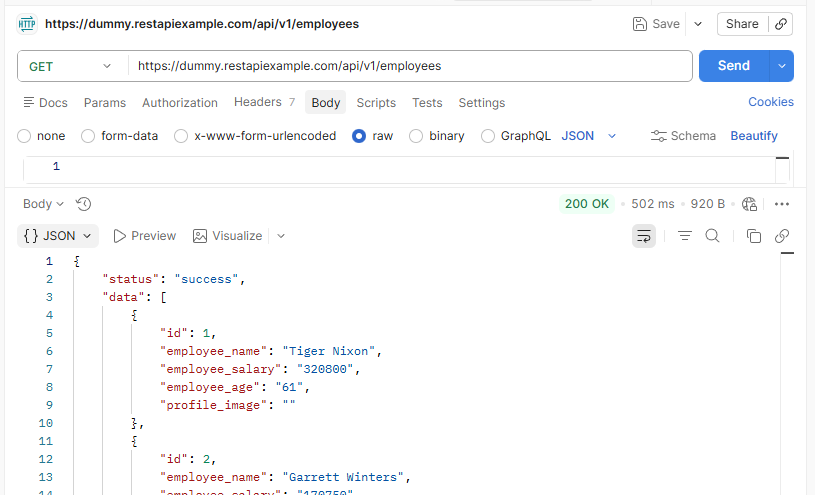 HTTP https://dummy.restapiexample.com/api/v1/employees Save Share
GET https://dummy.restapiexample.com/api/v1/employees Send
Docs Params Authorization Headers 7 Body Scripts Tests Settings Cookies
none form-data x-www-form-urlencoded raw binary GraphQL JSON Schema Beautify
1
Body 200 OK • 502 ms • 920 B •
{} JSON Preview Visualize
1 {
2 "status": "success",
3 "data": [
4 {
5 "id": 1,
6 "employee_name": "Tiger Nixon",
7 "employee_salary": "320800",
8 "employee_age": "61",
9 "profile_image": ""
10 },
11 {
12 "id": 2,
13 "employee_name": "Garrett Winters",
14 "employee_salary": "170750",